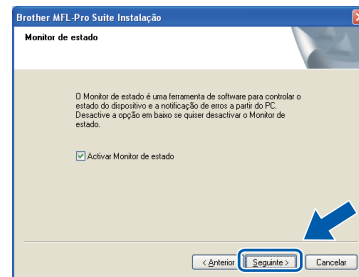 Brother MFL-Pro Suite Instalação
Monitor de estado
O Monitor de estado é uma ferramenta de software para controlar o
estado do dispositivo e a notificação de erros a partir do PC.
Desactive a opção em baixo se quiser desactivar o Monitor de
estado.
Activar Monitor de estado
< Anterior
Seguinte >
Cancelar